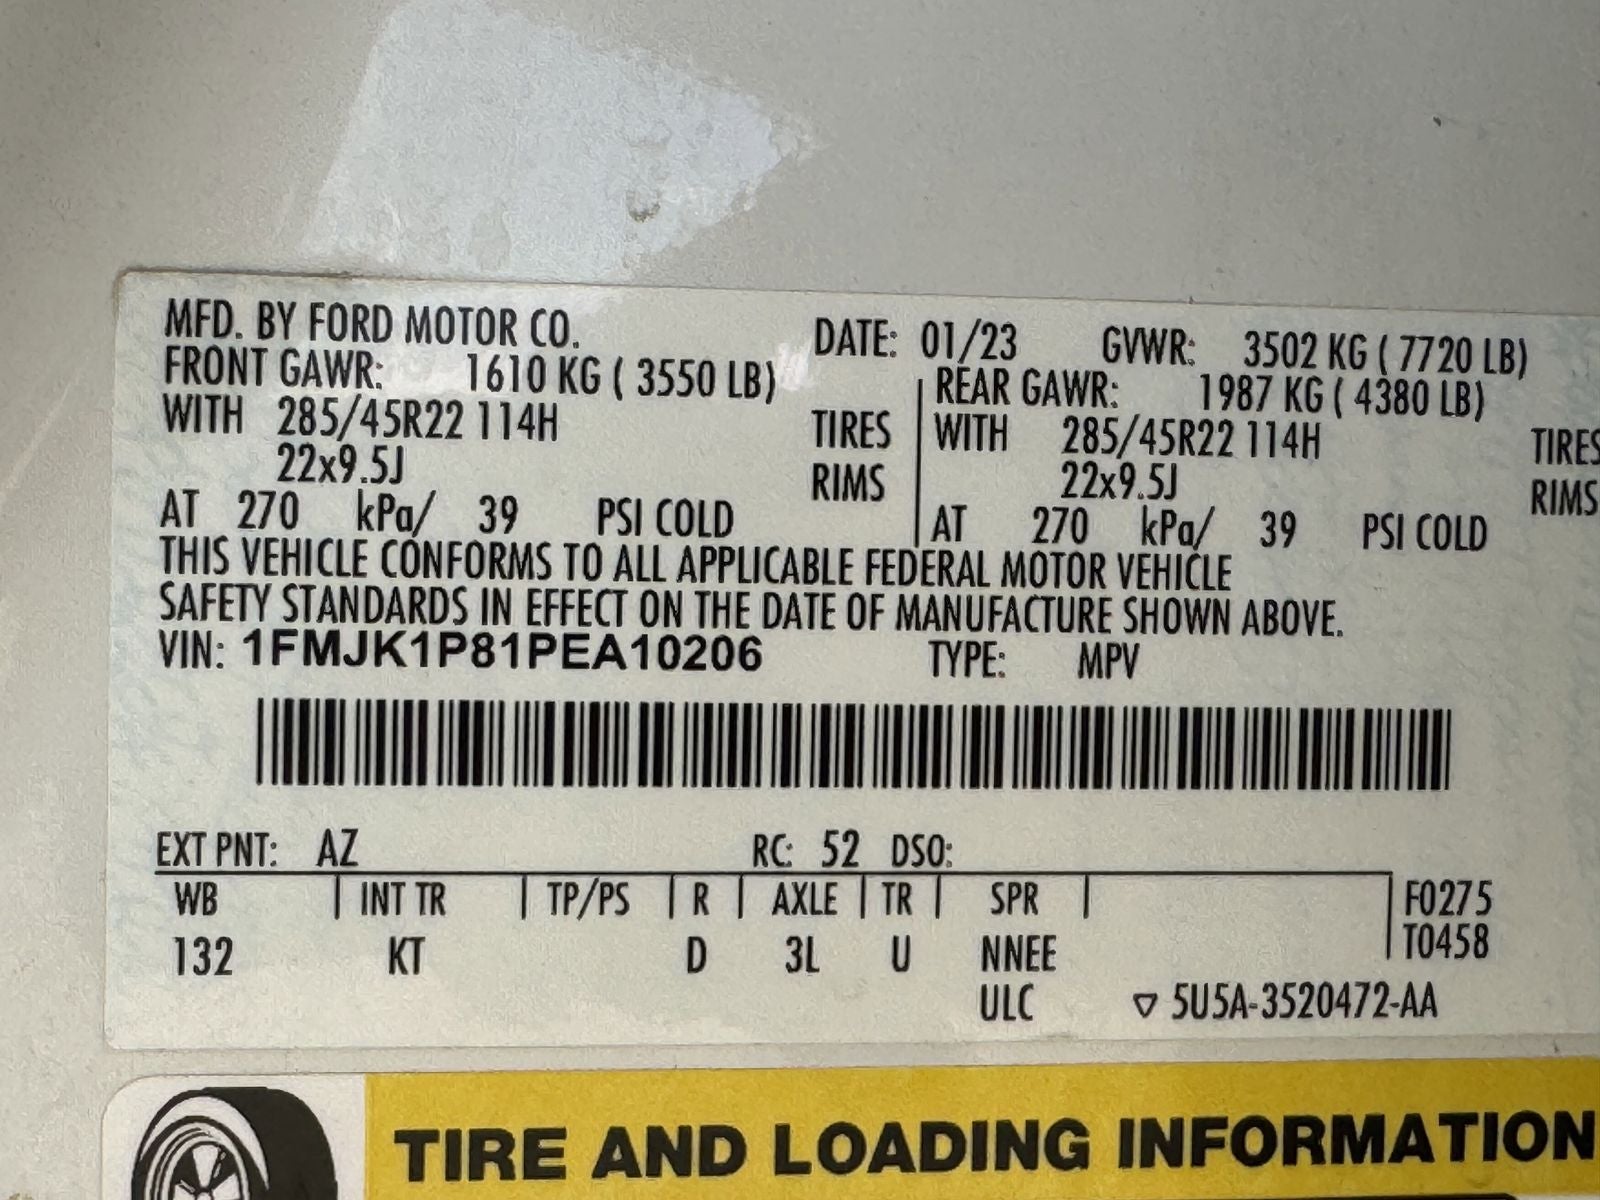 MFD. BY FORD MOTOR CO. DATE: 01/23 GVWR: 3502 KG ( 7720 LB)
FRONT GAWR: 1610 KG ( 3550 LB) REAR GAWR: 1987 KG ( 4380 LB)
WITH 285/45R22 114H TIRES WITH 285/45R22 114H TIRES
22x9.5J RIMS 22x9.5J RIMS
AT 270 kPa/ 39 PSI COLD AT 270 kPa/ 39 PSI COLD
THIS VEHICLE CONFORMS TO ALL APPLICABLE FEDERAL MOTOR VEHICLE
SAFETY STANDARDS IN EFFECT ON THE DATE OF MANUFACTURE SHOWN ABOVE.
VIN: 1FMJK1P81PEA10206 TYPE: MPV
EXT PNT: AZ RC: 52 DSO:
WB INT TR TP/PS R AXLE TR SPR F0275
132 KT D 3L U NNEE T0458
ULC ▽ 5U5A-3520472-AA
TIRE AND LOADING INFORMATION